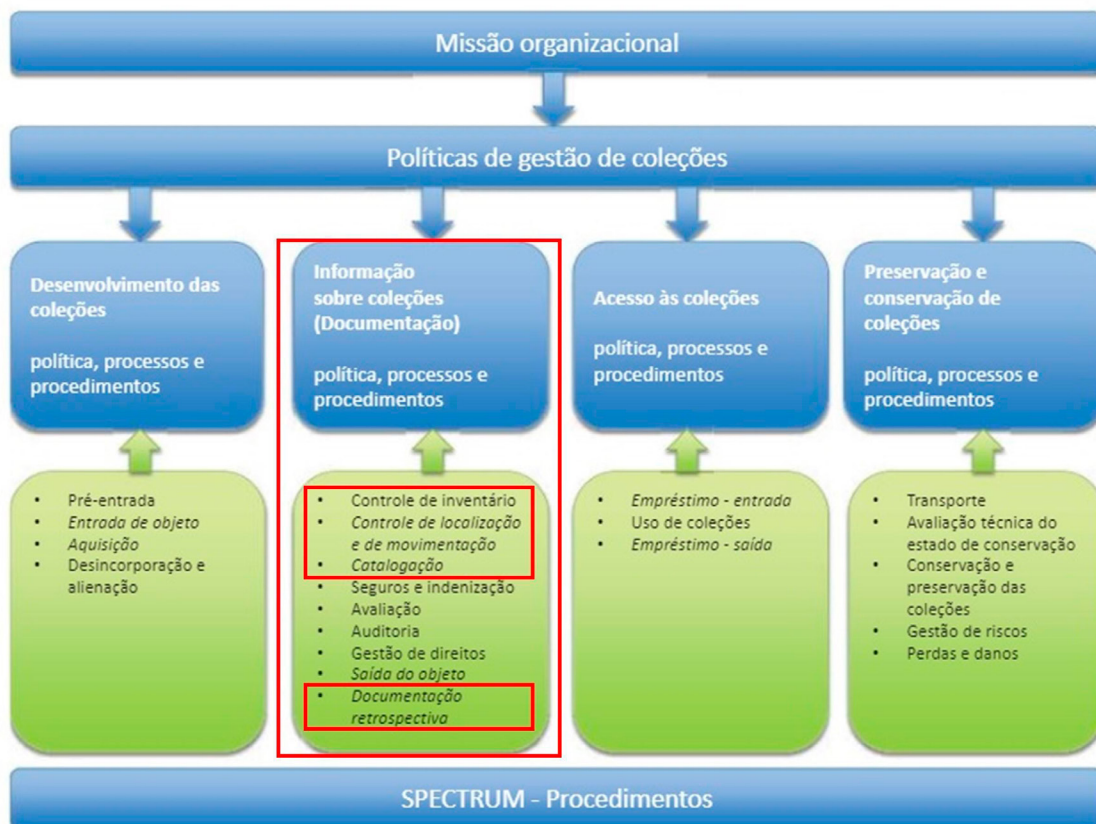 Missão organizacional
Políticas de gestão de coleções
Desenvolvimento das
coleções
política, processos e
procedimentos
Informação
sobre coleções
(Documentação)
política, processos e
procedimentos
Acesso às coleções
política, processos e
procedimentos
Preservação e
conservação de
coleções
política, processos e
procedimentos
• Pré-entrada
• Entrada de objeto
• Aquisição
• Desincorporação e
alienação
• Controle de inventário
• Controle de localização
e de movimentação
• Catalogação
• Seguros e indenização
• Avaliação
• Auditoria
• Gestão de direitos
• Saída do objeto
• Documentação
retrospectiva
• Empréstimo - entrada
• Uso de coleções
• Empréstimo - saída
• Transporte
• Avaliação técnica do
estado de conservação
• Conservação e
preservação das
coleções
• Gestão de riscos
• Perdas e danos
SPECTRUM - Procedimentos